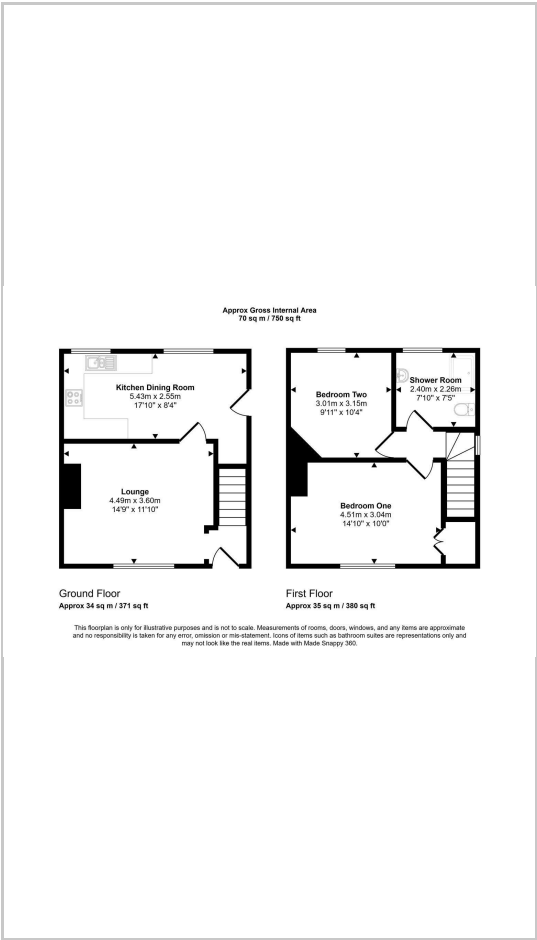 Approx Gross Internal Area
70 sq m / 750 sq ft
Kitchen Dining Room
5.43m x 2.55m
17'10" x 8'4"
Lounge
4.49m x 3.60m
14'9" x 11'10"
Bedroom Two
3.01m x 3.15m
9'11" x 10'4"
Shower Room
2.40m x 2.26m
7'10" x 7'5"
Bedroom One
4.51m x 3.04m
14'10" x 10'0"
Ground Floor
Approx 34 sq m / 371 sq ft
First Floor
Approx 35 sq m / 380 sq ft
This floorplan is only for illustrative purposes and is not to scale. Measurements of rooms, doors, windows, and any items are approximate
and no responsibility is taken for any error, omission or mis-statement. Icons of items such as bathroom suites are representations only and
may not look like the real items. Made with Made Snappy 360.